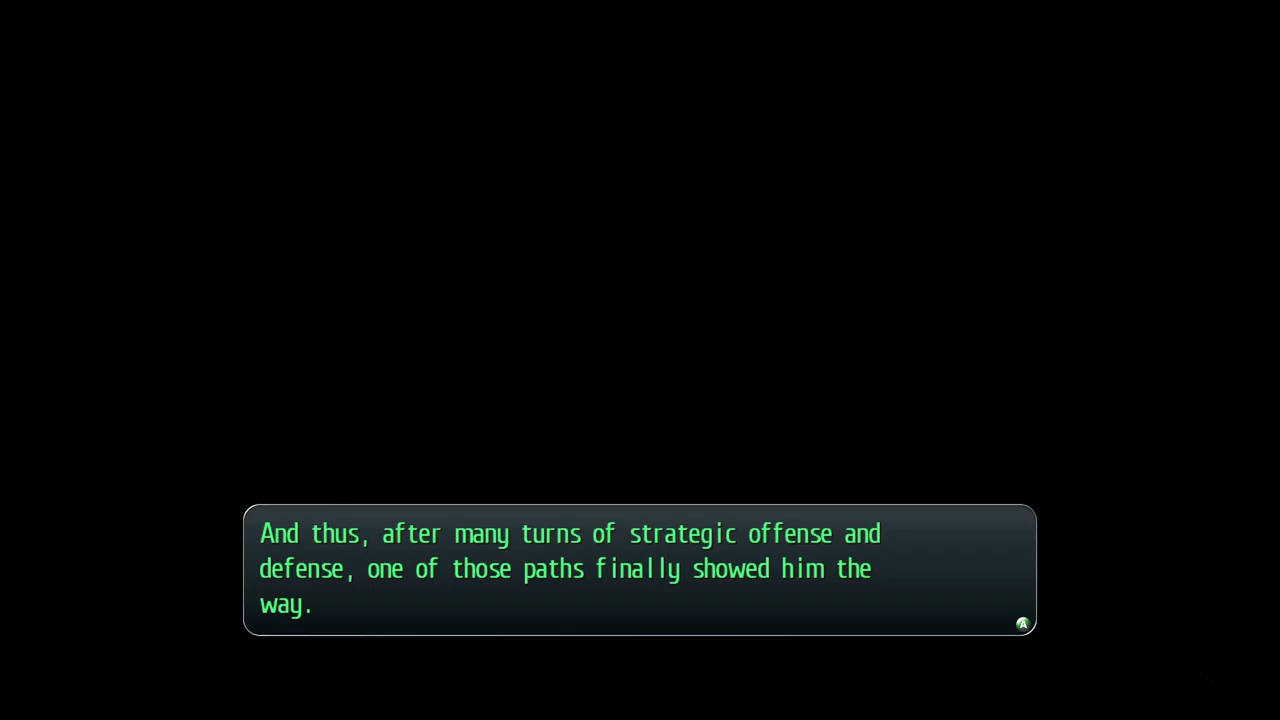 And thus, after many turns of strategic offense and
defense, one of those paths finally showed him the
way.
A